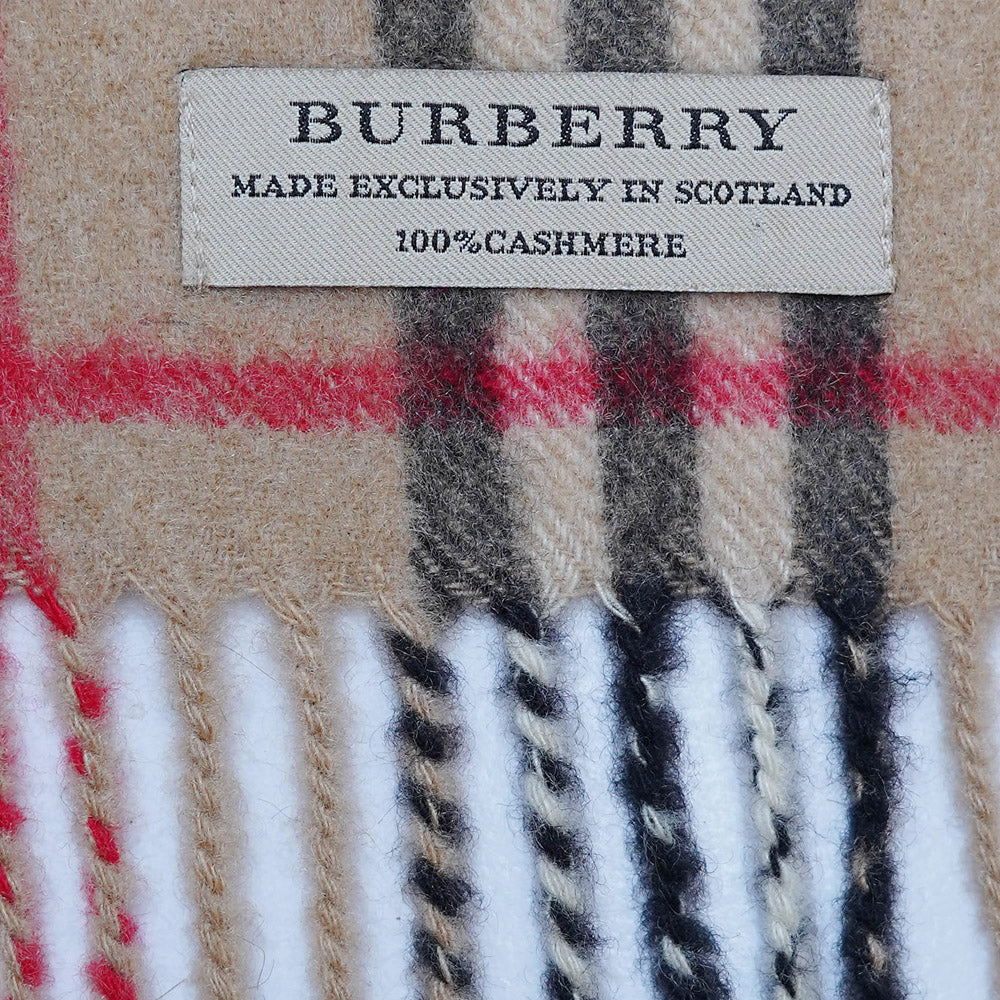 BURBERRY
MADE EXCLUSIVELY IN SCOTLAND
100%CASHMERE